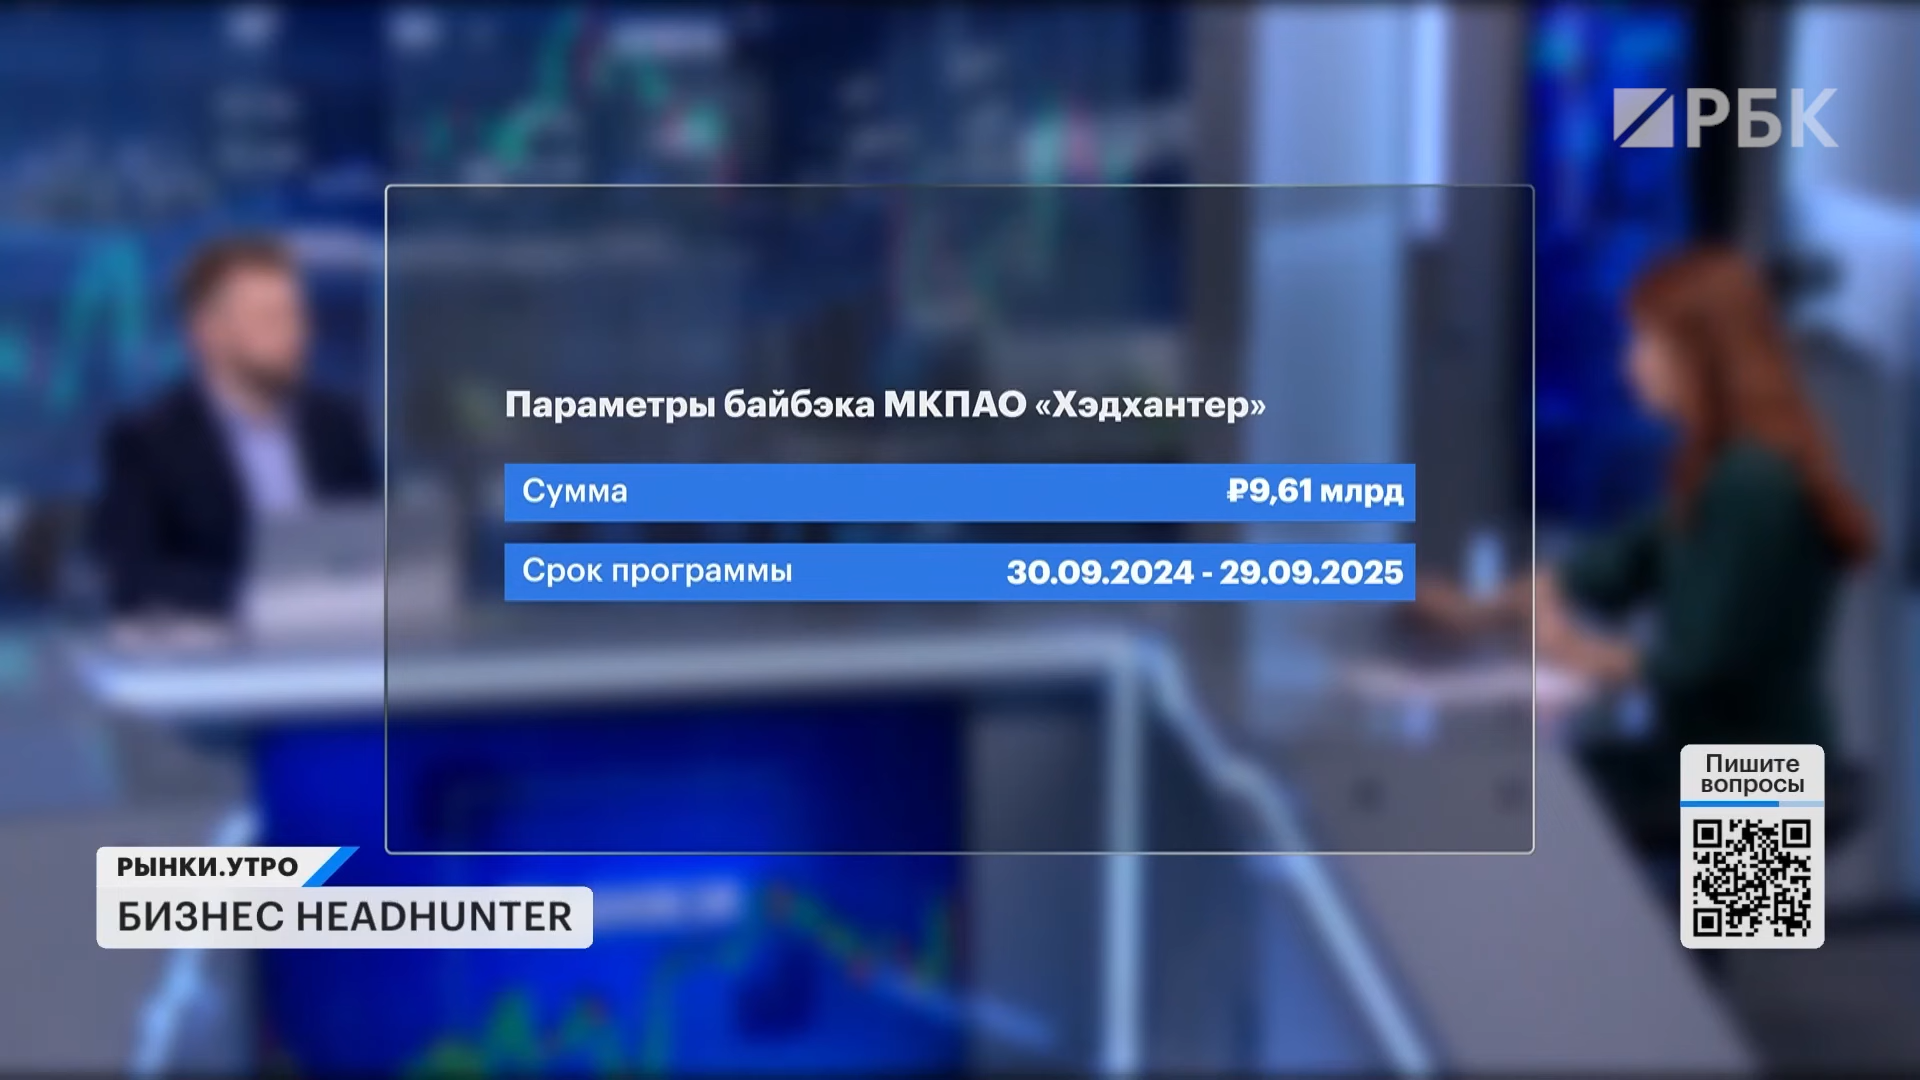 РБК
Параметры байбэка МКПАО «Хэдхантер»
Сумма ₽9,61 млрд
Срок программы 30.09.2024 - 29.09.2025
Пишите
вопросы
РЫНКИ.УТРО
БИЗНЕС HEADHUNTER